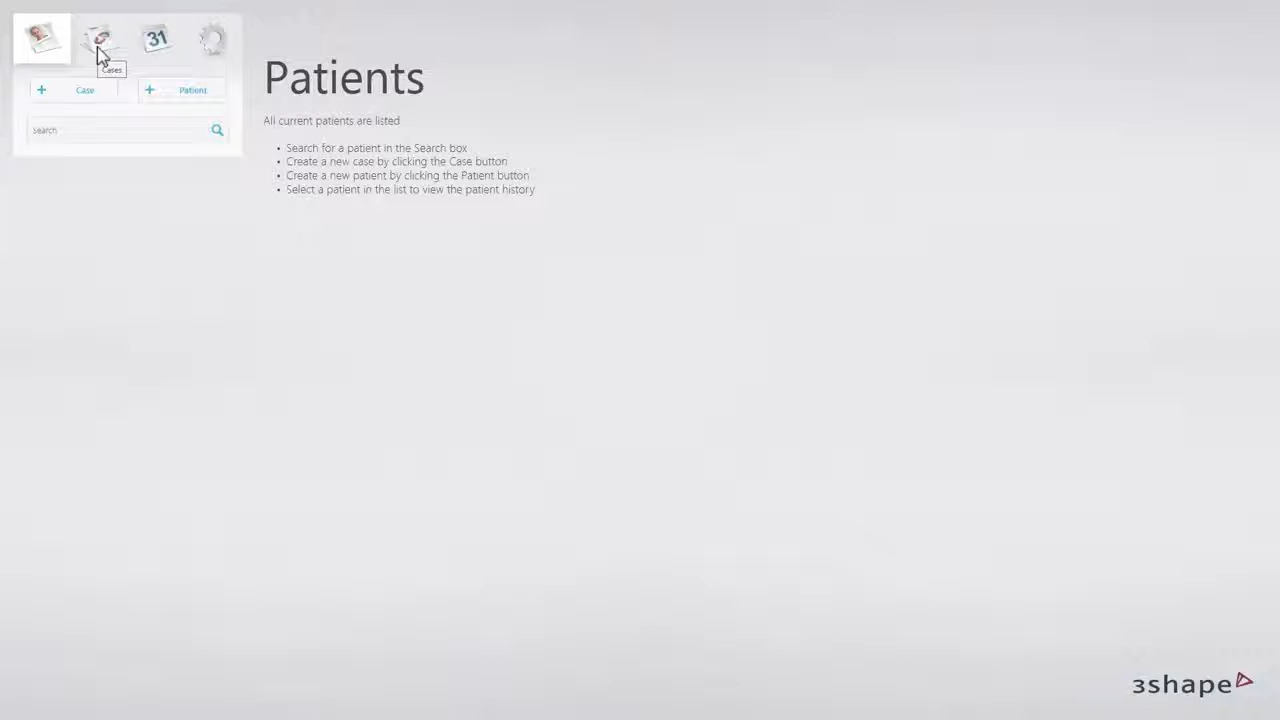 31
Cases
+ Case
+ Patient
Search
Patients
All current patients are listed
• Search for a patient in the Search box
• Create a new case by clicking the Case button
• Create a new patient by clicking the Patient button
• Select a patient in the list to view the patient history
3shape